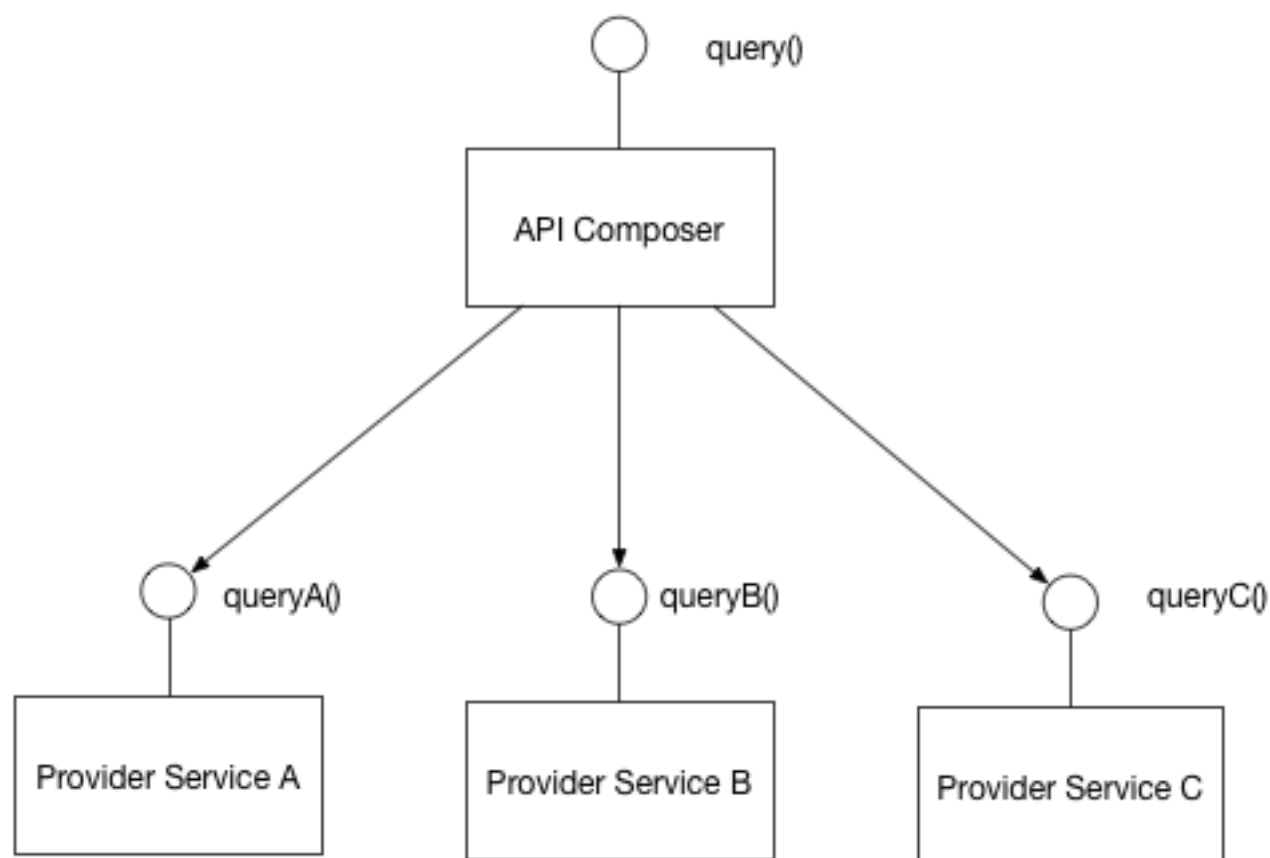 query()
API Composer
queryA()
queryB()
queryC()
Provider Service A
Provider Service B
Provider Service C